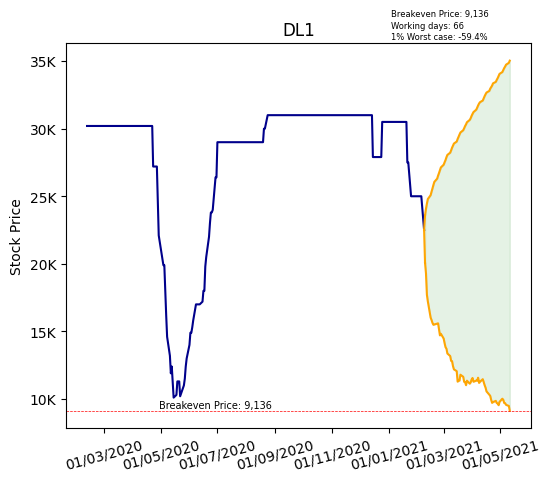 Breakeven Price: 9,136
Working days: 66
1% Worst case: -59.4%
DL1
Stock Price
35K
30K
25K
20K
15K
10K
Breakeven Price: 9,136
01/03/2020 01/05/2020 01/07/2020 01/09/2020 01/11/2020 01/01/2021 01/03/2021 01/05/2021